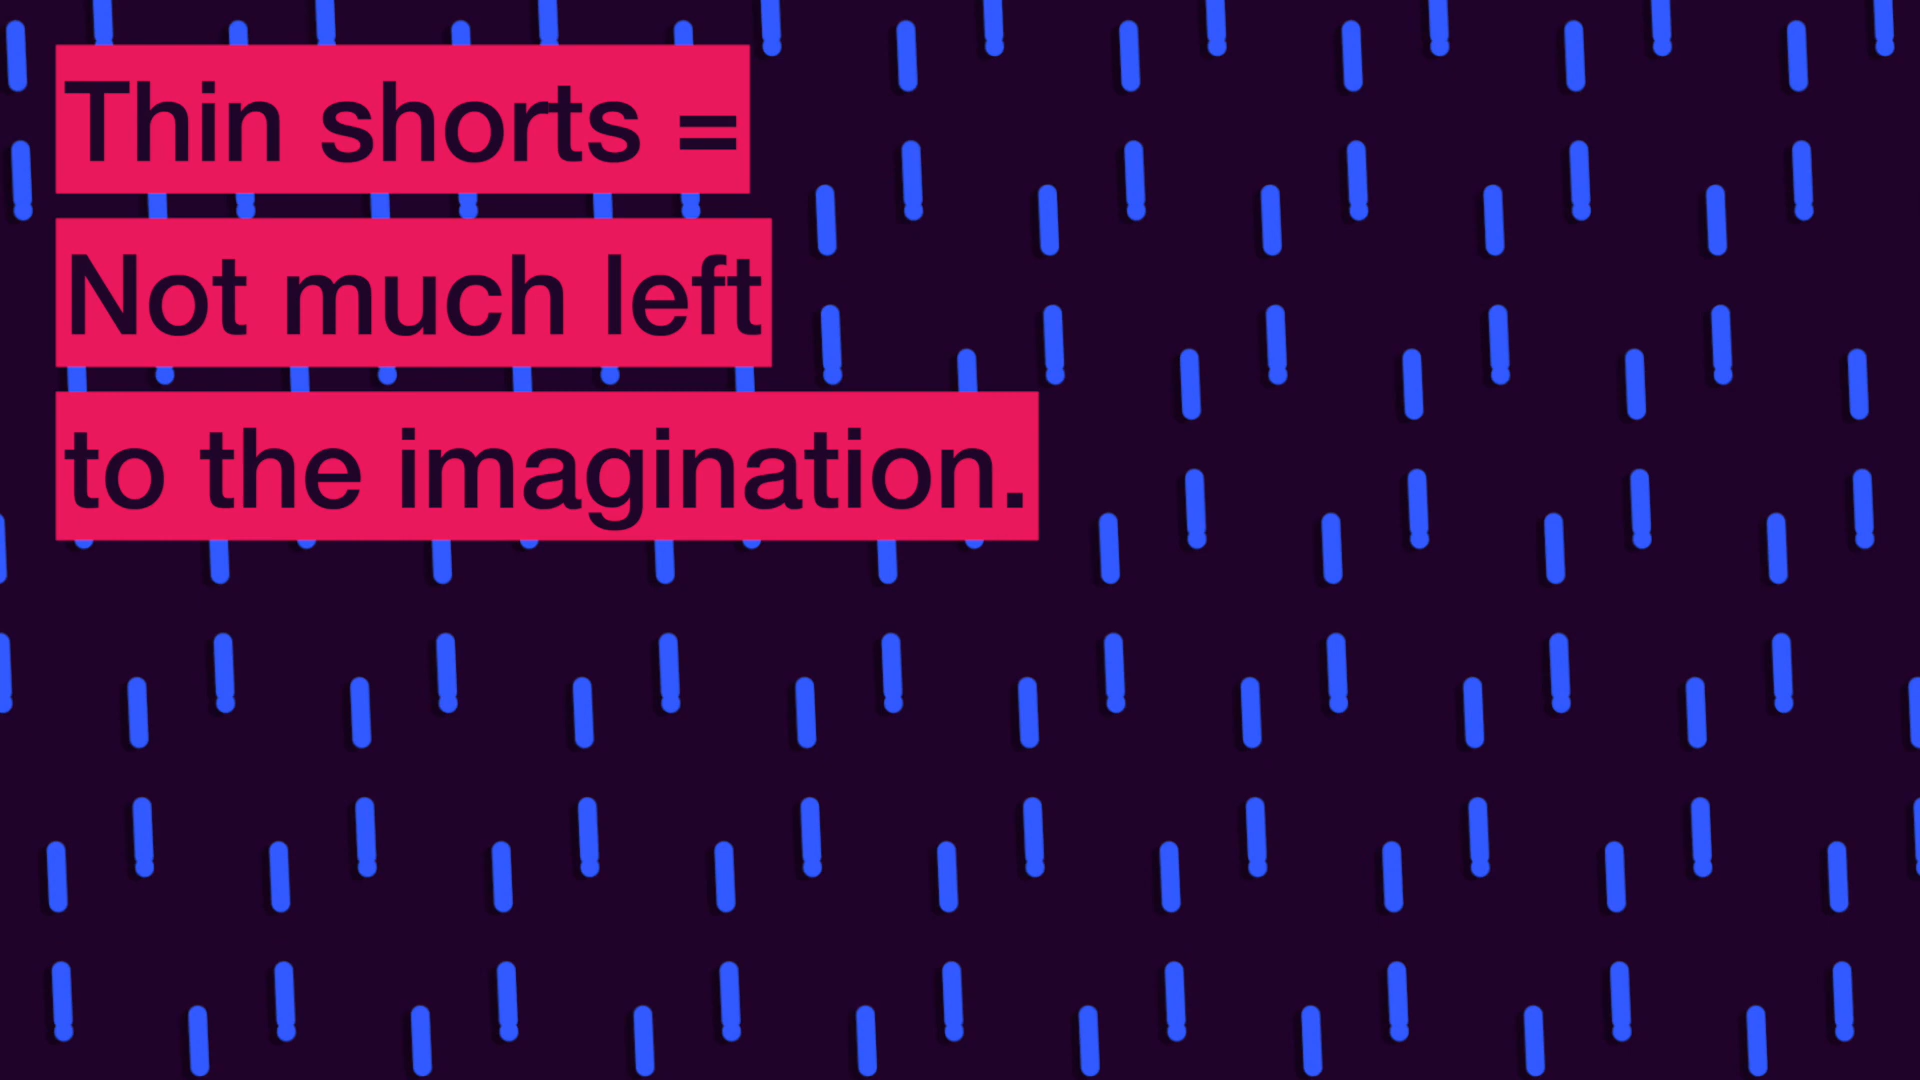 Thin shorts =
Not much left
to the imagination.